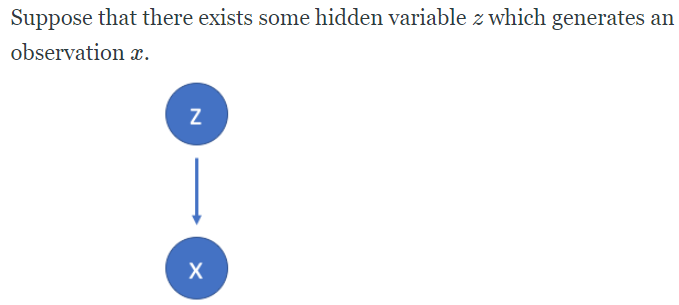 Suppose that there exists some hidden variable z which generates an
observation x.
Z
X